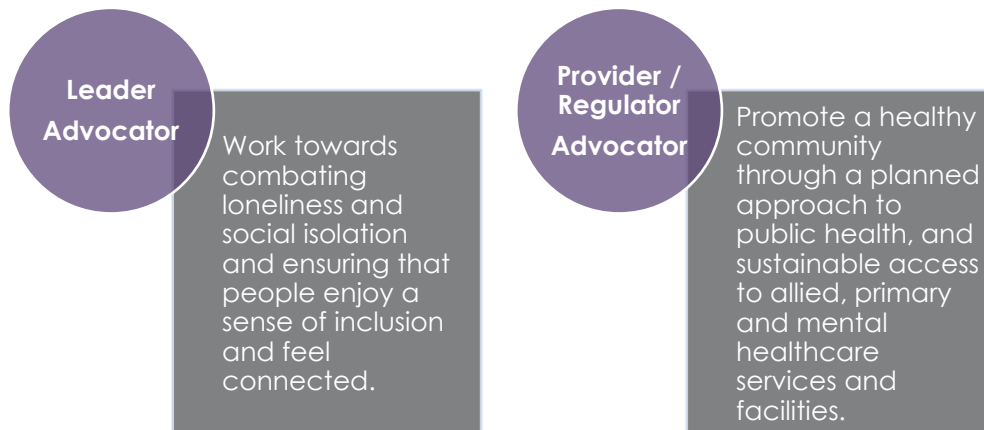 Leader
Advocator
Work towards
combating
loneliness and
social isolation
and ensuring that
people enjoy a
sense of inclusion
and feel
connected.
Provider /
Regulator
Advocator
Promote a healthy
community
through a planned
approach to
public health, and
sustainable access
to allied, primary
and mental
healthcare
services and
facilities.